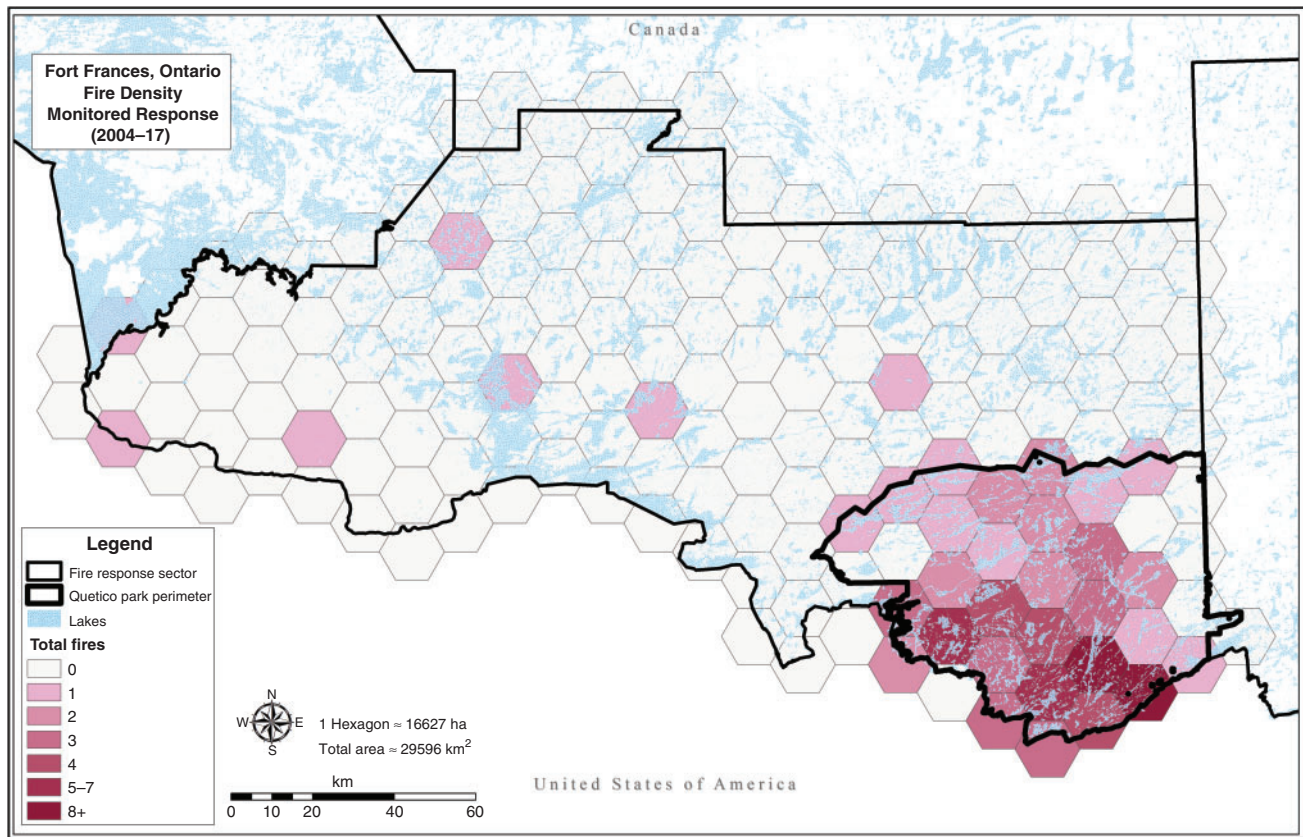 Canada
Fort Frances, Ontario
Fire Density
Monitored Response
(2004–17)
Legend
Fire response sector
Quetico park perimeter
Lakes
Total fires
0
1
2
3
4
5–7
8+
N
W E
S
1 Hexagon ≈ 16627 ha
Total area ≈ 29596 km²
km
0 10 20 40 60
United States of America